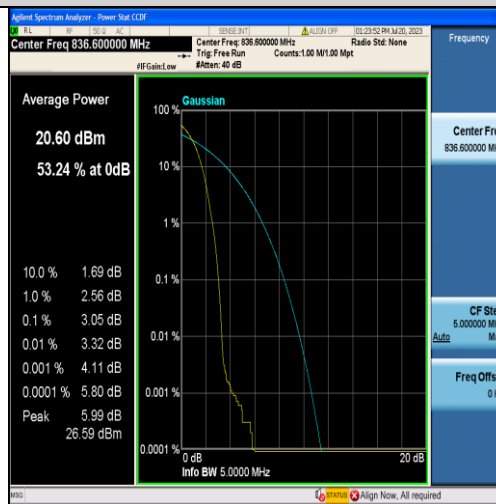 Agilent Spectrum Analyzer - Power Stat CCDF
RL RF 50 Ω AC SENSE:INT ALIGN OFF 01:23:52 PM Jul 20, 2023
Center Freq 836.600000 MHz Center Freq: 836.600000 MHz Radio Std: None Frequency
Trig: Free Run Counts:1.00 M/1.00 Mpt
#IFGain:Low #Atten: 40 dB
Average Power
20.60 dBm
53.24 % at 0dB
10.0 % 1.69 dB
1.0 % 2.56 dB
0.1 % 3.05 dB
0.01 % 3.32 dB
0.001 % 4.11 dB
0.0001 % 5.80 dB
Peak 5.99 dB
26.59 dBm
Gaussian
100 %
10 %
1 %
0.1 %
0.01 %
0.001 %
0.0001 %
0 dB 20 dB
Info BW 5.0000 MHz
Center Fre
836.600000 MH
CF Ste
5.000000 MH
Auto Ma
Freq Offs
0 H
MSG STATUS Align Now, All required